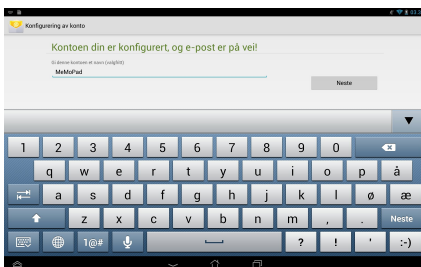 Konfigurering av konto
Kontoen din er konfigurert, og e-post er på vei!
Gi denne kontoen et navn (valgfritt)
MeMoPad
Neste
1 2 3 4 5 6 7 8 9 0
q w e r t y u i o p å
a s d f g h j k l ø æ
z x c v b n m , . Neste
1@# ? ! ' :-)